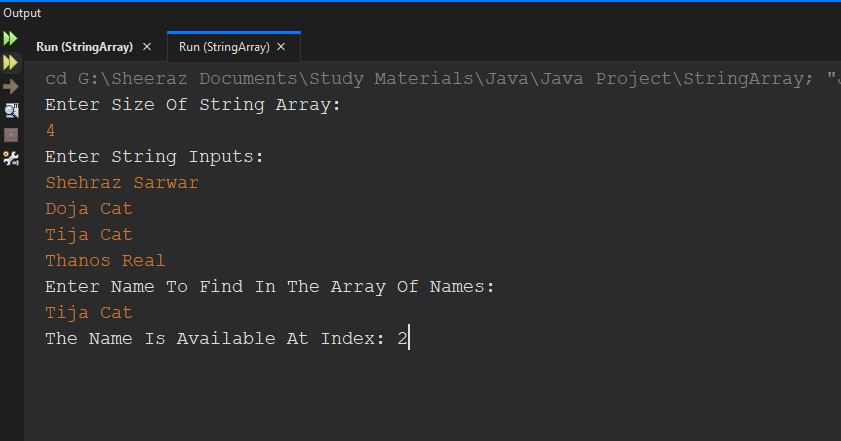 Output
Run (StringArray) × Run (StringArray) ×
cd G:\Sheeraz Documents\Study Materials\Java\Java Project\StringArray; "
Enter Size Of String Array:
4
Enter String Inputs:
Shehraz Sarwar
Doja Cat
Tija Cat
Thanos Real
Enter Name To Find In The Array Of Names:
Tija Cat
The Name Is Available At Index: 2